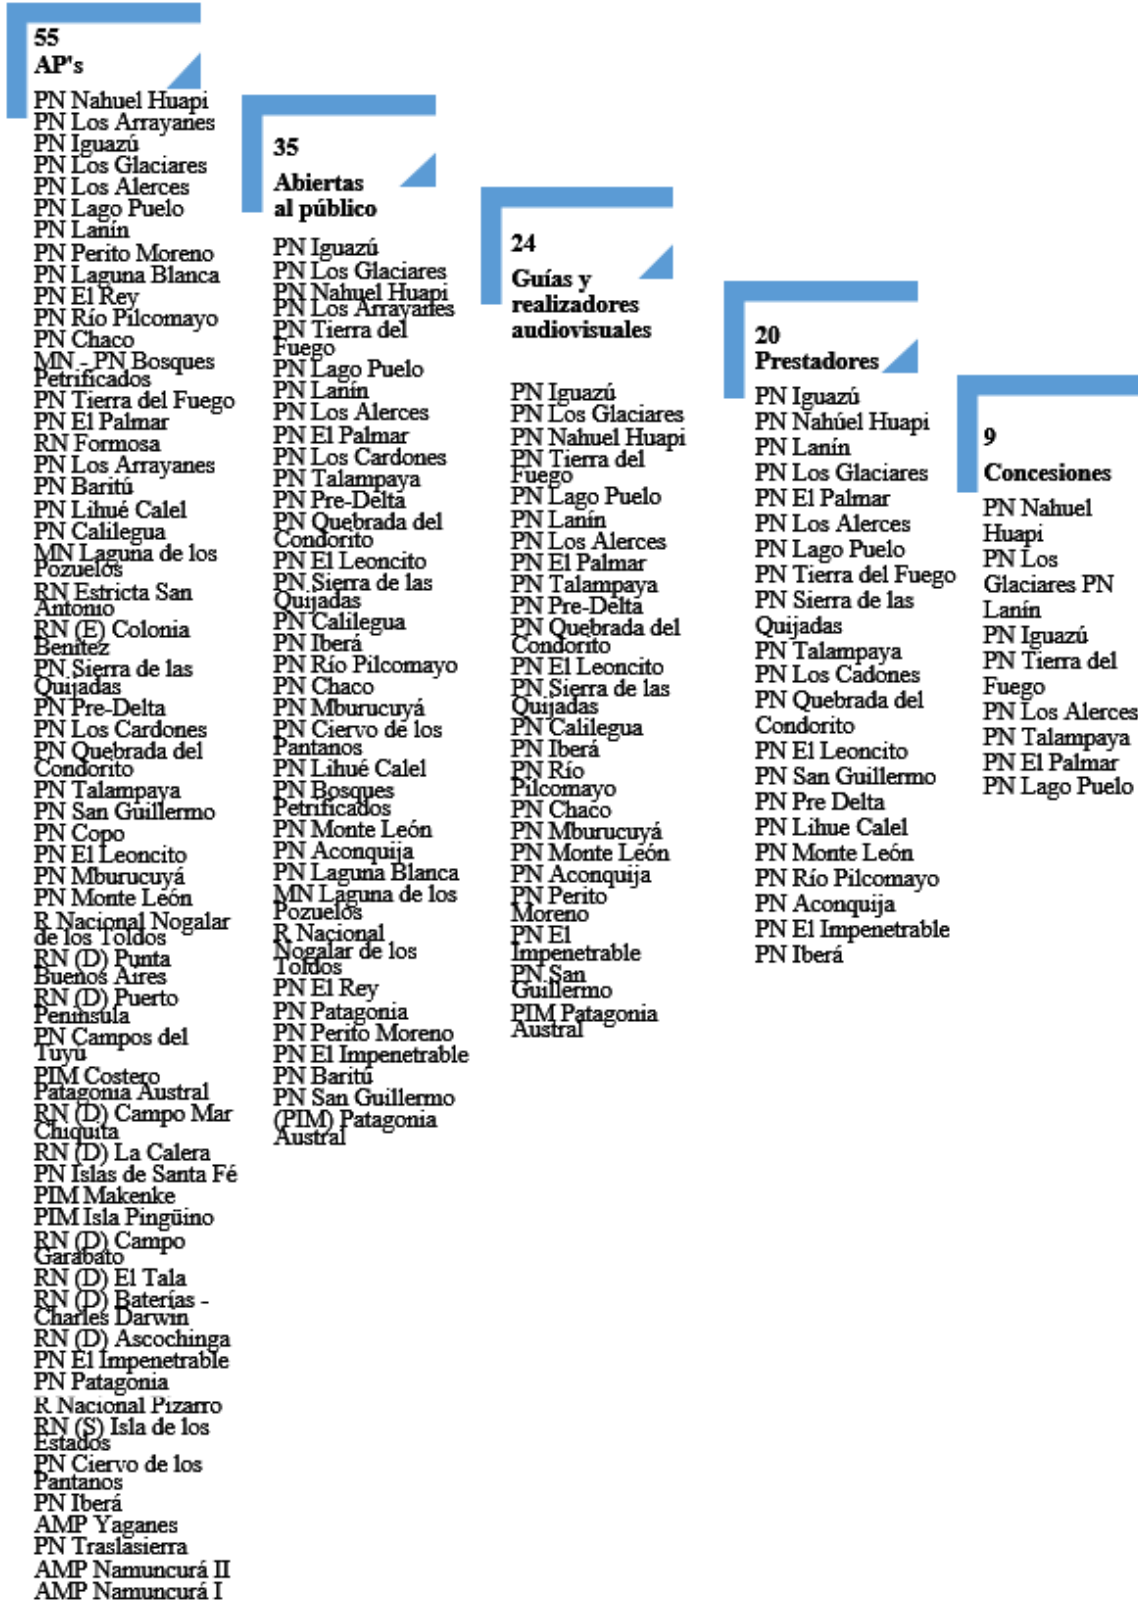 55
AP's
PN Nahuel Huapi
PN Los Arrayanes
PN Iguazú
PN Los Glaciares
PN Los Alerces
PN Lago Puelo
PN Lanín
PN Perito Moreno
PN Laguna Blanca
PN El Rey
PN Río Pilcomayo
PN Chaco
MN - PN Bosques
Petrificados
PN Tierra del Fuego
PN El Palmar
RN Formosa
PN Los Arrayanes
PN Baritú
PN Lihué Calel
PN Calilegua
MN Laguna de los
Pozuelos
RN Estricta San
Antonio
RN (E) Colonia
Benítez
PN Sierra de las
Quijadas
PN Pre-Delta
PN Los Cardones
PN Quebrada del
Condorito
PN Talampaya
PN San Guillermo
PN Copo
PN El Leoncito
PN Mburucuyá
PN Monte León
R Nacional Nogalar
de los Toldos
RN (D) Punta
Buenos Aires
RN (D) Puerto
Península
PN Campos del
Tuyú
PIM Costero
Patagonia Austral
RN (D) Campo Mar
Chiquita
RN (D) La Calera
PN Islas de Santa Fé
PIM Makenke
PIM Isla Pingüino
RN (D) Campo
Garabato
RN (D) El Tala
RN (D) Baterías -
Charles Darwin
RN (D) Ascochinga
PN El Impenetrable
PN Patagonia
R Nacional Pizarro
RN (S) Isla de los
Estados
PN Ciervo de los
Pantanos
PN Iberá
AMP Yaganes
PN Traslasierra
AMP Namuncurá II
AMP Namuncurá I
35
Abiertas
al público
PN Iguazú
PN Los Glaciares
PN Nahuel Huapi
PN Los Arrayanes
PN Tierra del
Fuego
PN Lago Puelo
PN Lanín
PN Los Alerces
PN El Palmar
PN Los Cardones
PN Talampaya
PN Pre-Delta
PN Quebrada del
Condorito
PN El Leoncito
PN Sierra de las
Quijadas
PN Calilegua
PN Iberá
PN Río Pilcomayo
PN Chaco
PN Mburucuyá
PN Ciervo de los
Pantanos
PN Lihué Calel
PN Bosques
Petrificados
PN Monte León
PN Aconquija
PN Laguna Blanca
MN Laguna de los
Pozuelos
R Nacional
Nogalar de los
Toldos
PN El Rey
PN Patagonia
PN Perito Moreno
PN El Impenetrable
PN Baritú
PN San Guillermo
(PIM) Patagonia
Austral
24
Guías y
realizadores
audiovisuales
PN Iguazú
PN Los Glaciares
PN Nahuel Huapi
PN Tierra del
Fuego
PN Lago Puelo
PN Lanín
PN Los Alerces
PN El Palmar
PN Talampaya
PN Pre-Delta
PN Quebrada del
Condorito
PN El Leoncito
PN Sierra de las
Quijadas
PN Calilegua
PN Iberá
PN Río
Pilcomayo
PN Chaco
PN Mburucuyá
PN Monte León
PN Aconquija
PN Perito
Moreno
PN El
Impenetrable
PN San
Guillermo
PIM Patagonia
Austral
20
Prestadores
PN Iguazú
PN Nahúel Huapi
PN Lanín
PN Los Glaciares
PN El Palmar
PN Los Alerces
PN Lago Puelo
PN Tierra del Fuego
PN Sierra de las
Quijadas
PN Talampaya
PN Los Cadones
PN Quebrada del
Condorito
PN El Leoncito
PN San Guillermo
PN Pre Delta
PN Lihue Calel
PN Monte León
PN Río Pilcomayo
PN Aconquija
PN El Impenetrable
PN Iberá
9
Concesiones
PN Nahuel
Huapi
PN Los
Glaciares PN
Lanín
PN Iguazú
PN Tierra del
Fuego
PN Los Alerces
PN Talampaya
PN El Palmar
PN Lago Puelo